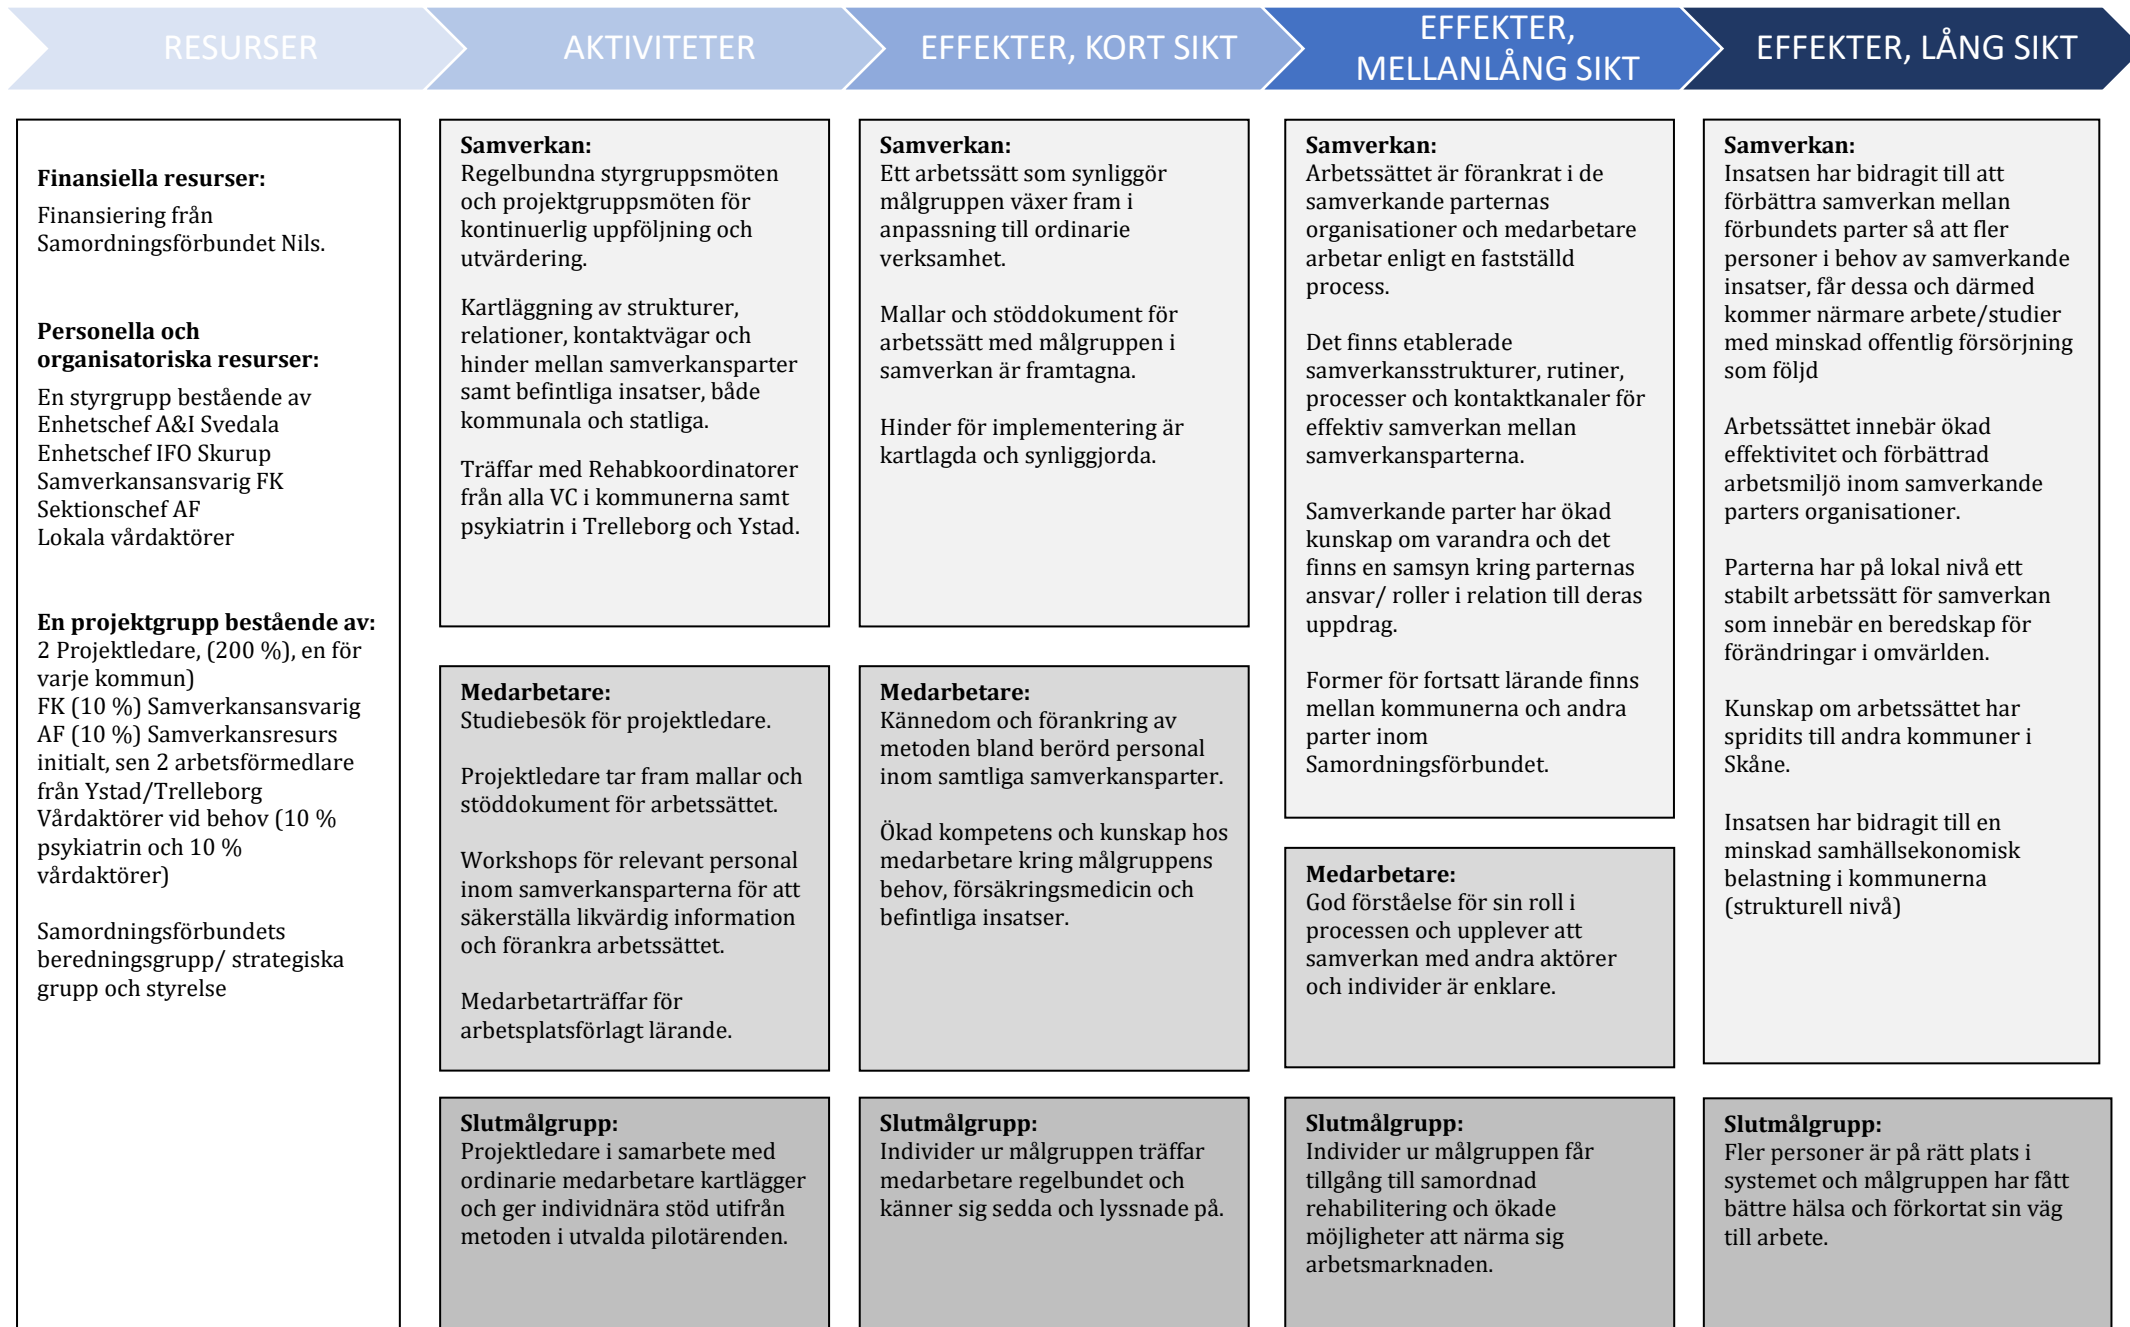 RESURSER
AKTIVITETER
EFFEKTER, KORT SIKT
EFFEKTER,
MELLANLÅNG SIKT
EFFEKTER, LÅNG SIKT
Finansiella resurser:
Finansiering från
Samordningsförbundet Nils.
Personella och
organisatoriska resurser:
En styrgrupp bestående av
Enhetschef A&I Svedala
Enhetschef IFO Skurup
Samverkansansvarig FK
Sektionschef AF
Lokala vårdaktörer
En projektgrupp bestående av:
2 Projektledare, (200 %), en för
varje kommun)
FK (10 %) Samverkansansvarig
AF (10 %) Samverkansresurs
initialt, sen 2 arbetsförmedlare
från Ystad/Trelleborg
Vårdaktörer vid behov (10 %
psykiatrin och 10 %
vårdaktörer)
Samordningsförbundets
beredningsgrupp/ strategiska
grupp och styrelse
Samverkan:
Regelbundna styrgruppsmöten
och projektgruppsmöten för
kontinuerlig uppföljning och
utvärdering.
Kartläggning av strukturer,
relationer, kontaktvägar och
hinder mellan samverkansparter
samt befintliga insatser, både
kommunala och statliga.
Träffar med Rehabkoordinatorer
från alla VC i kommunerna samt
psykiatrin i Trelleborg och Ystad.
Medarbetare:
Studiebesök för projektledare.
Projektledare tar fram mallar och
stöddokument för arbetssättet.
Workshops för relevant personal
inom samverkansparterna för att
säkerställa likvärdig information
och förankra arbetssättet.
Medarbetarträffar för
arbetsplatsförlagt lärande.
Slutmålgrupp:
Projektledare i samarbete med
ordinarie medarbetare kartlägger
och ger individnära stöd utifrån
metoden i utvalda pilotärenden.
Samverkan:
Ett arbetssätt som synliggör
målgruppen växer fram i
anpassning till ordinarie
verksamhet.
Mallar och stöddokument för
arbetssätt med målgruppen i
samverkan är framtagna.
Hinder för implementering är
kartlagda och synliggjorda.
Medarbetare:
Kännedom och förankring av
metoden bland berörd personal
inom samtliga samverkansparter.
Ökad kompetens och kunskap hos
medarbetare kring målgruppens
behov, försäkringsmedicin och
befintliga insatser.
Slutmålgrupp:
Individer ur målgruppen träffar
medarbetare regelbundet och
känner sig sedda och lyssnade på.
Samverkan:
Arbetssättet är förankrat i de
samverkande parternas
organisationer och medarbetare
arbetar enligt en fastställd
process.
Det finns etablerade
samverkansstrukturer, rutiner,
processer och kontaktkanaler för
effektiv samverkan mellan
samverkansparterna.
Samverkande parter har ökad
kunskap om varandra och det
finns en samsyn kring parternas
ansvar/ roller i relation till deras
uppdrag.
Former för fortsatt lärande finns
mellan kommunerna och andra
parter inom
Samordningsförbundet.
Medarbetare:
God förståelse för sin roll i
processen och upplever att
samverkan med andra aktörer
och individer är enklare.
Slutmålgrupp:
Individer ur målgruppen får
tillgång till samordnad
rehabilitering och ökade
möjligheter att närma sig
arbetsmarknaden.
Samverkan:
Insatsen har bidragit till att
förbättra samverkan mellan
förbundets parter så att fler
personer i behov av samverkande
insatser, får dessa och därmed
kommer närmare arbete/studier
med minskad offentlig försörjning
som följd
Arbetssättet innebär ökad
effektivitet och förbättrad
arbetsmiljö inom samverkande
parters organisationer.
Parterna har på lokal nivå ett
stabilt arbetssätt för samverkan
som innebär en beredskap för
förändringar i omvärlden.
Kunskap om arbetssättet har
spridits till andra kommuner i
Skåne.
Insatsen har bidragit till en
minskad samhällsekonomisk
belastning i kommunerna
(strukturell nivå)
Slutmålgrupp:
Fler personer är på rätt plats i
systemet och målgruppen har fått
bättre hälsa och förkortat sin väg
till arbete.